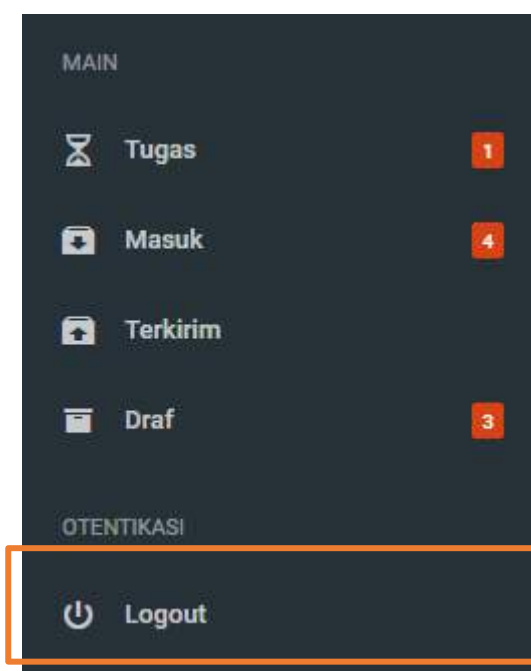 MAIN
Tugas 1
Masuk 4
Terkirim
Draf 3
OTENTIKASI
Logout